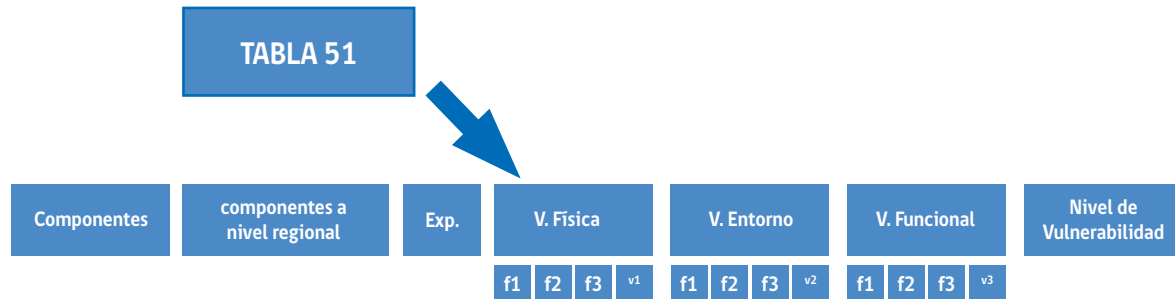 TABLA 51
Componentes
componentes a
nivel regional
Exp.
V. Física
V. Entorno
V. Funcional
Nivel de
Vulnerabilidad
f1 f2 f3 v1
f1 f2 f3 v2
f1 f2 f3 v3